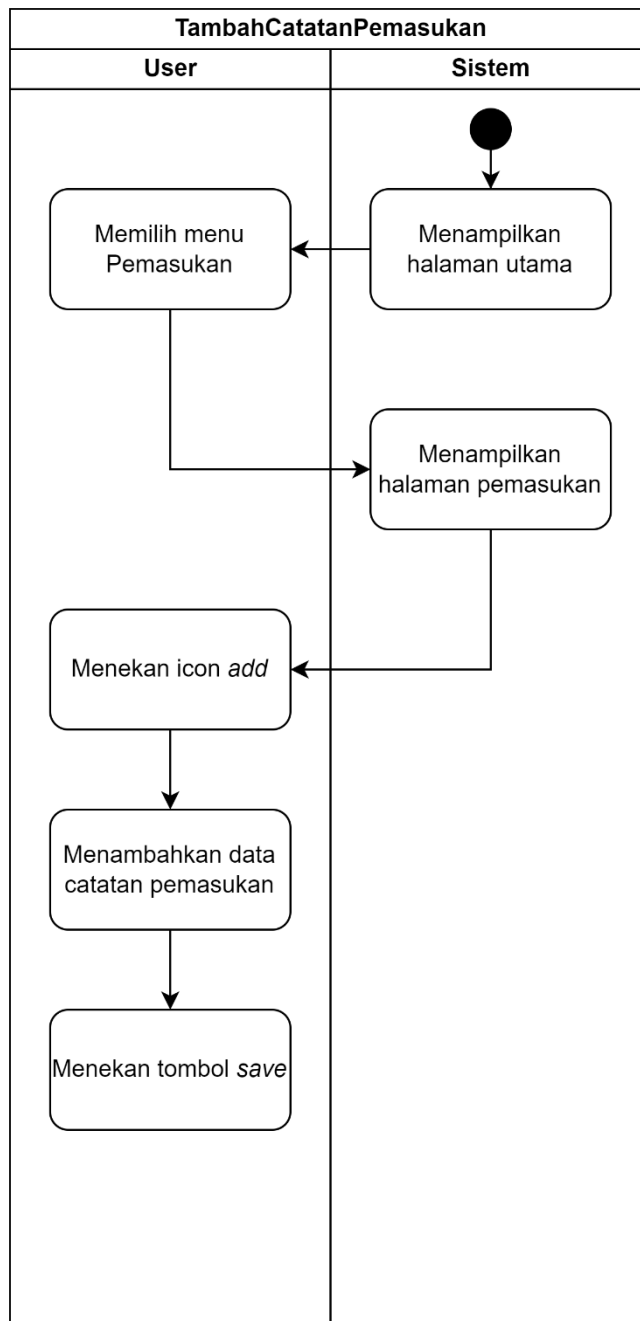 TambahCatatanPemasukan
User
Sistem
Memilih menu
Pemasukan
Menampilkan
halaman utama
Menampilkan
halaman pemasukan
Menekan icon add
Menambahkan data
catatan pemasukan
Menekan tombol save